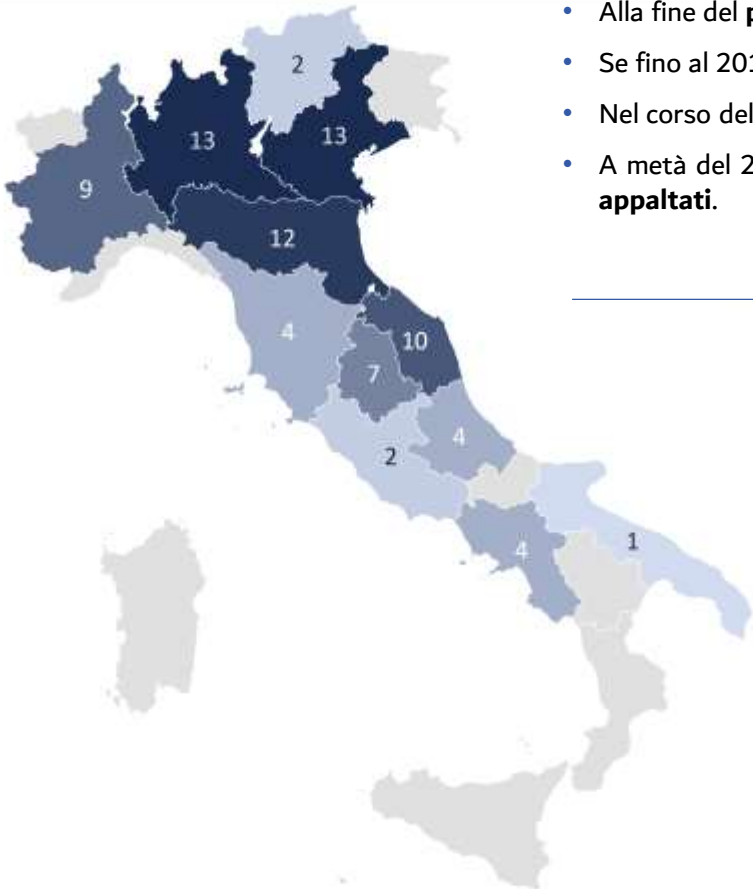 • Alla fine del
• Se fino al 201
• Nel corso del
• A metà del 2
appaltati.
2
13
13
9
12
4
10
7
4
2
4
1